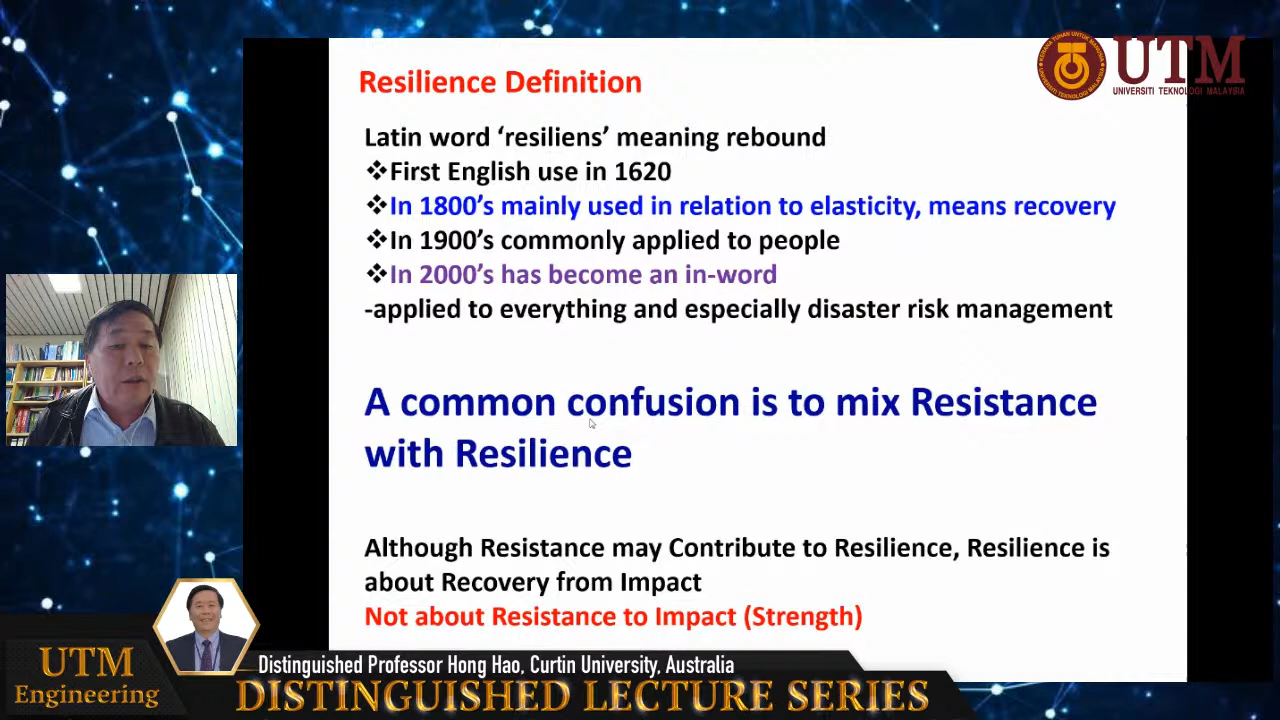 Resilience Definition
Latin word ‘resiliens’ meaning rebound
❖First English use in 1620
❖In 1800’s mainly used in relation to elasticity, means recovery
❖In 1900’s commonly applied to people
❖In 2000’s has become an in-word
-applied to everything and especially disaster risk management
A common confusion is to mix Resistance
with Resilience
Although Resistance may Contribute to Resilience, Resilience is
about Recovery from Impact
Not about Resistance to Impact (Strength)
UTM
UNIVERSITI TEKNOLOGI MALAYSIA
UTM
Engineering
Distinguished Professor Hong Hao, Curtin University, Australia
DISTINGUISHED LECTURE SERIES